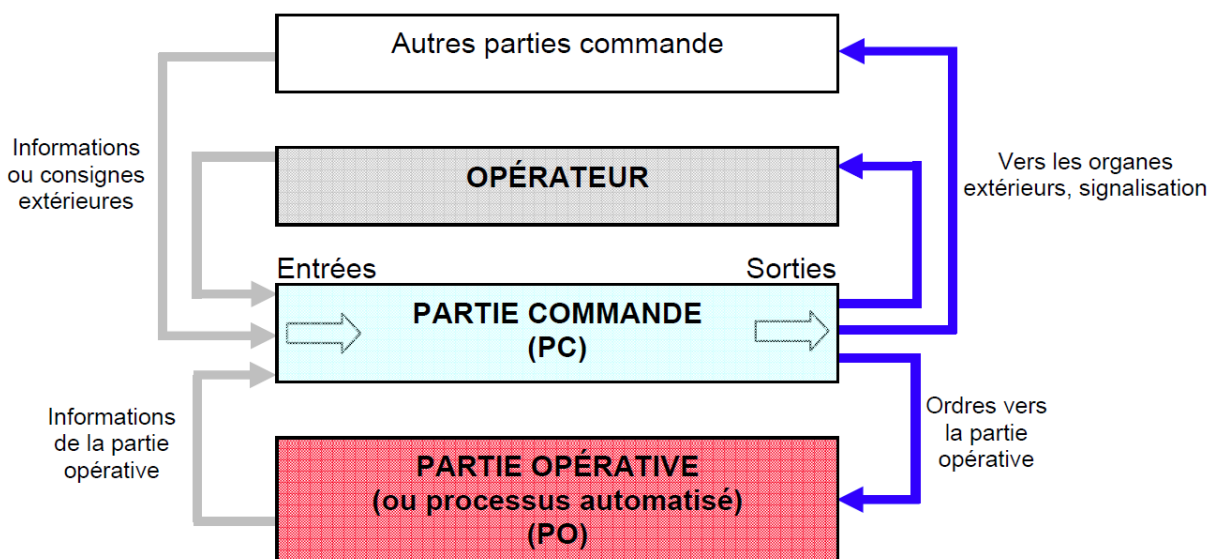 Autres parties commande
Informations
ou consignes
extérieures
OPÉRATEUR
Vers les organes
extérieurs, signalisation
Entrées
Sorties
PARTIE COMMANDE
(PC)
Informations
de la partie
opérative
Ordres vers
la partie
opérative
PARTIE OPÉRATIVE
(ou processus automatisé)
(PO)